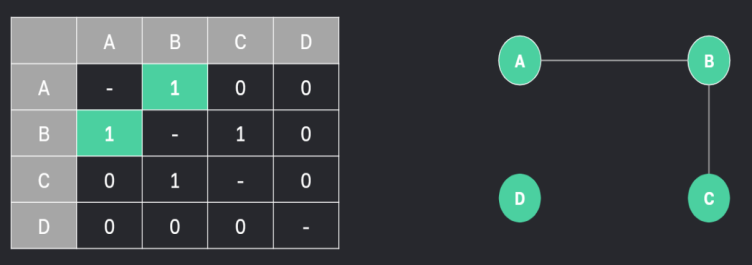 A B C D
A - 1 0 0
B 1 - 1 0
C 0 1 - 0
D 0 0 0 -
A B
D C